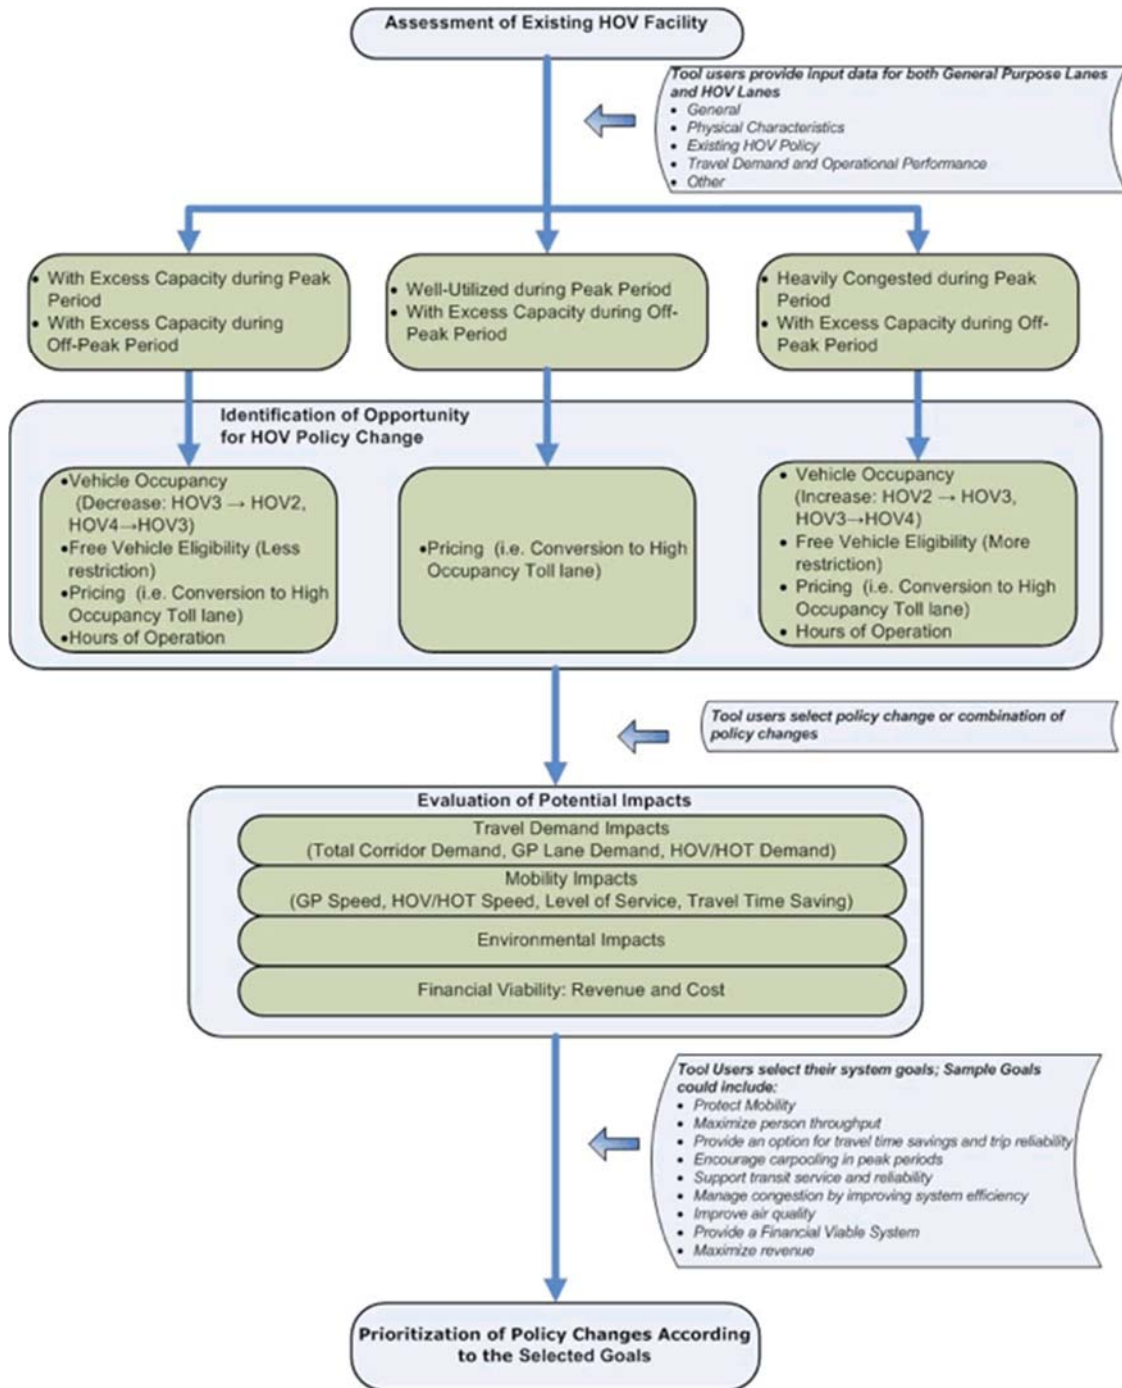 Assessment of Existing HOV Facility
Tool users provide input data for both General Purpose Lanes
and HOV Lanes
• General
• Physical Characteristics
• Existing HOV Policy
• Travel Demand and Operational Performance
• Other
• With Excess Capacity during Peak
Period
• With Excess Capacity during
Off-Peak Period
• Well-Utilized during Peak Period
• With Excess Capacity during Off-
Peak Period
• Heavily Congested during Peak
Period
• With Excess Capacity during Off-
Peak Period
Identification of Opportunity
for HOV Policy Change
•Vehicle Occupancy
(Decrease: HOV3 → HOV2,
HOV4→HOV3)
•Free Vehicle Eligibility (Less
restriction)
•Pricing (i.e. Conversion to High
Occupancy Toll lane)
•Hours of Operation
•Pricing (i.e. Conversion to High
Occupancy Toll lane)
• Vehicle Occupancy
(Increase: HOV2 → HOV3,
HOV3→HOV4)
• Free Vehicle Eligibility (More
restriction)
• Pricing (i.e. Conversion to High
Occupancy Toll lane)
• Hours of Operation
Tool users select policy change or combination of
policy changes
Evaluation of Potential Impacts
Travel Demand Impacts
(Total Corridor Demand, GP Lane Demand, HOV/HOT Demand)
Mobility Impacts
(GP Speed, HOV/HOT Speed, Level of Service, Travel Time Saving)
Environmental Impacts
Financial Viability: Revenue and Cost
Tool Users select their system goals; Sample Goals
could include:
• Protect Mobility
• Maximize person throughput
• Provide an option for travel time savings and trip reliability
• Encourage carpooling in peak periods
• Support transit service and reliability
• Manage congestion by improving system efficiency
• Improve air quality
• Provide a Financial Viable System
• Maximize revenue
Prioritization of Policy Changes According
to the Selected Goals